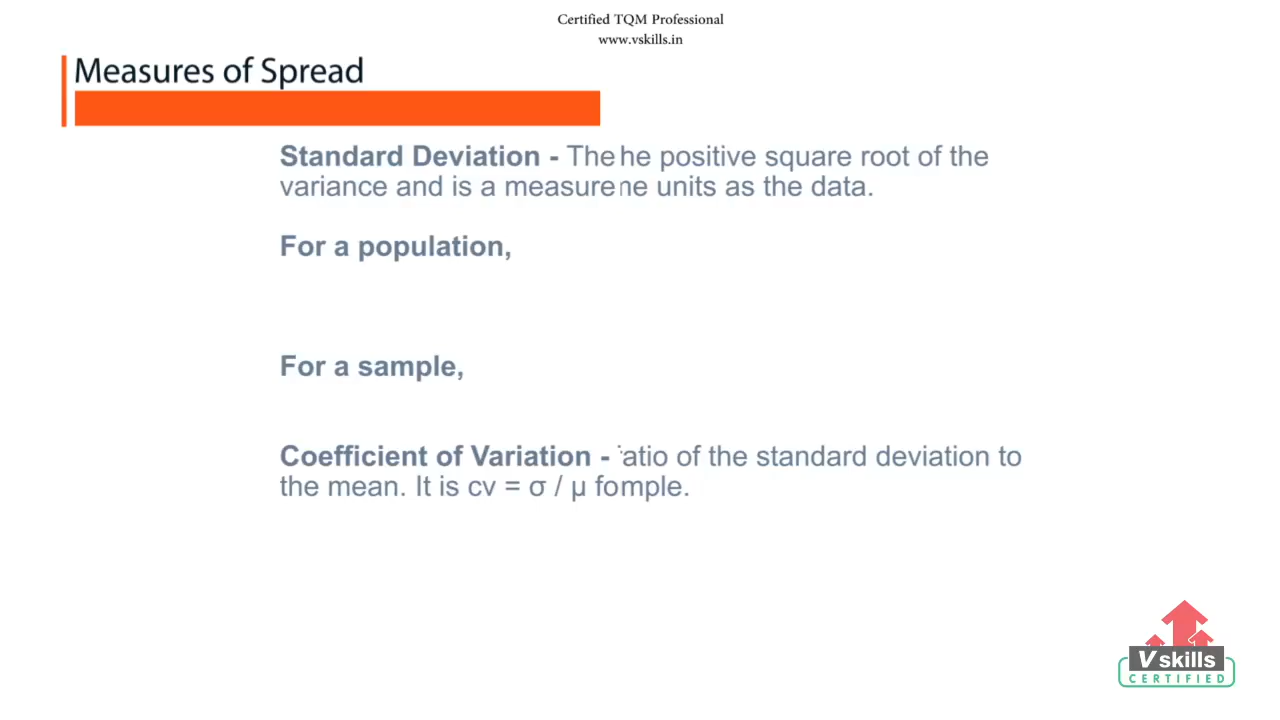 Certified TQM Professional
www.vskills.in
Measures of Spread
Standard Deviation - The he positive square root of the
variance and is a measure ne units as the data.
For a population,
For a sample,
Coefficient of Variation - atio of the standard deviation to
the mean. It is cv = σ / μ fo mple.
V skills
CERTIFIED